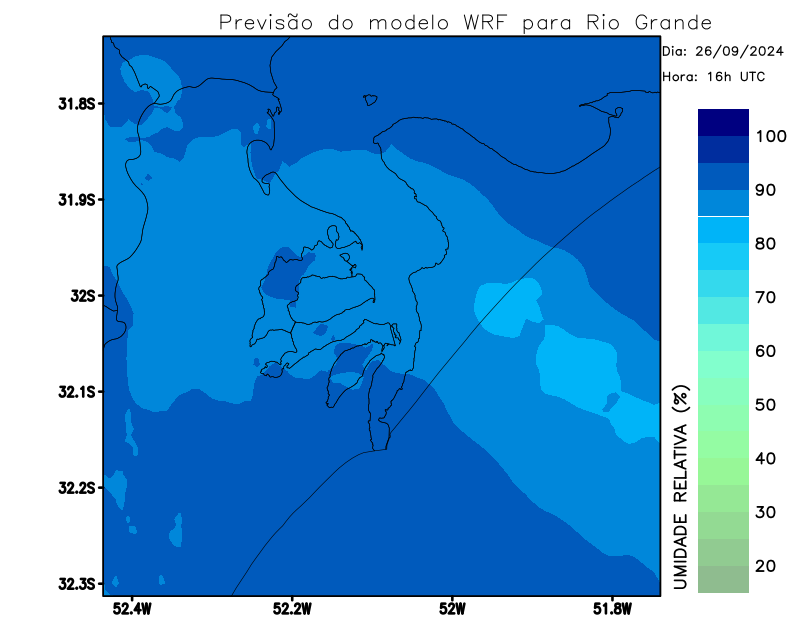 Previsão do modelo WRF para Rio Grande
Dia: 26/09/2024
Hora: 16h UTC
31.8S
31.9S
32S
32.1S
32.2S
32.3S
52.4W
52.2W
52W
51.8W
UMIDADE RELATIVA (%)
100
90
80
70
60
50
40
30
20